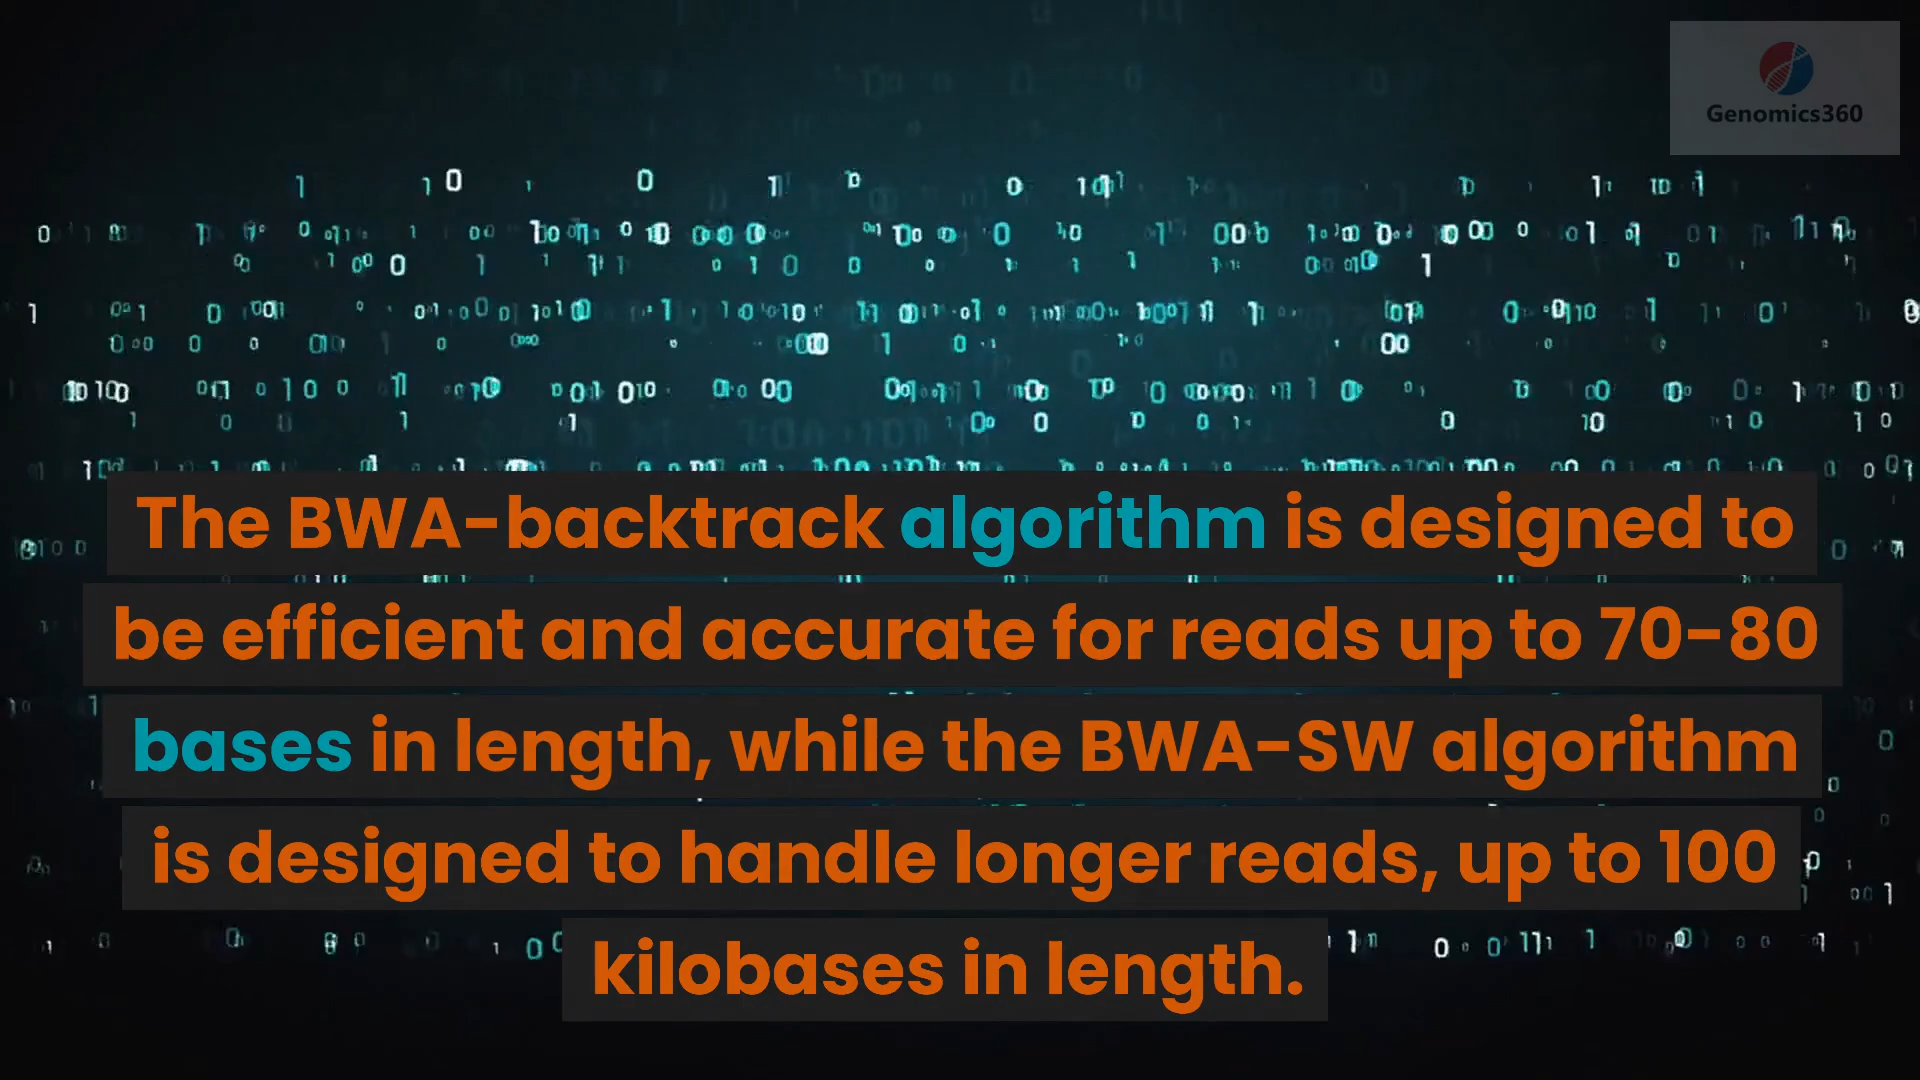 Genomics360
The BWA-backtrack algorithm is designed to
be efficient and accurate for reads up to 70-80
bases in length, while the BWA-SW algorithm
is designed to handle longer reads, up to 100
kilobases in length.